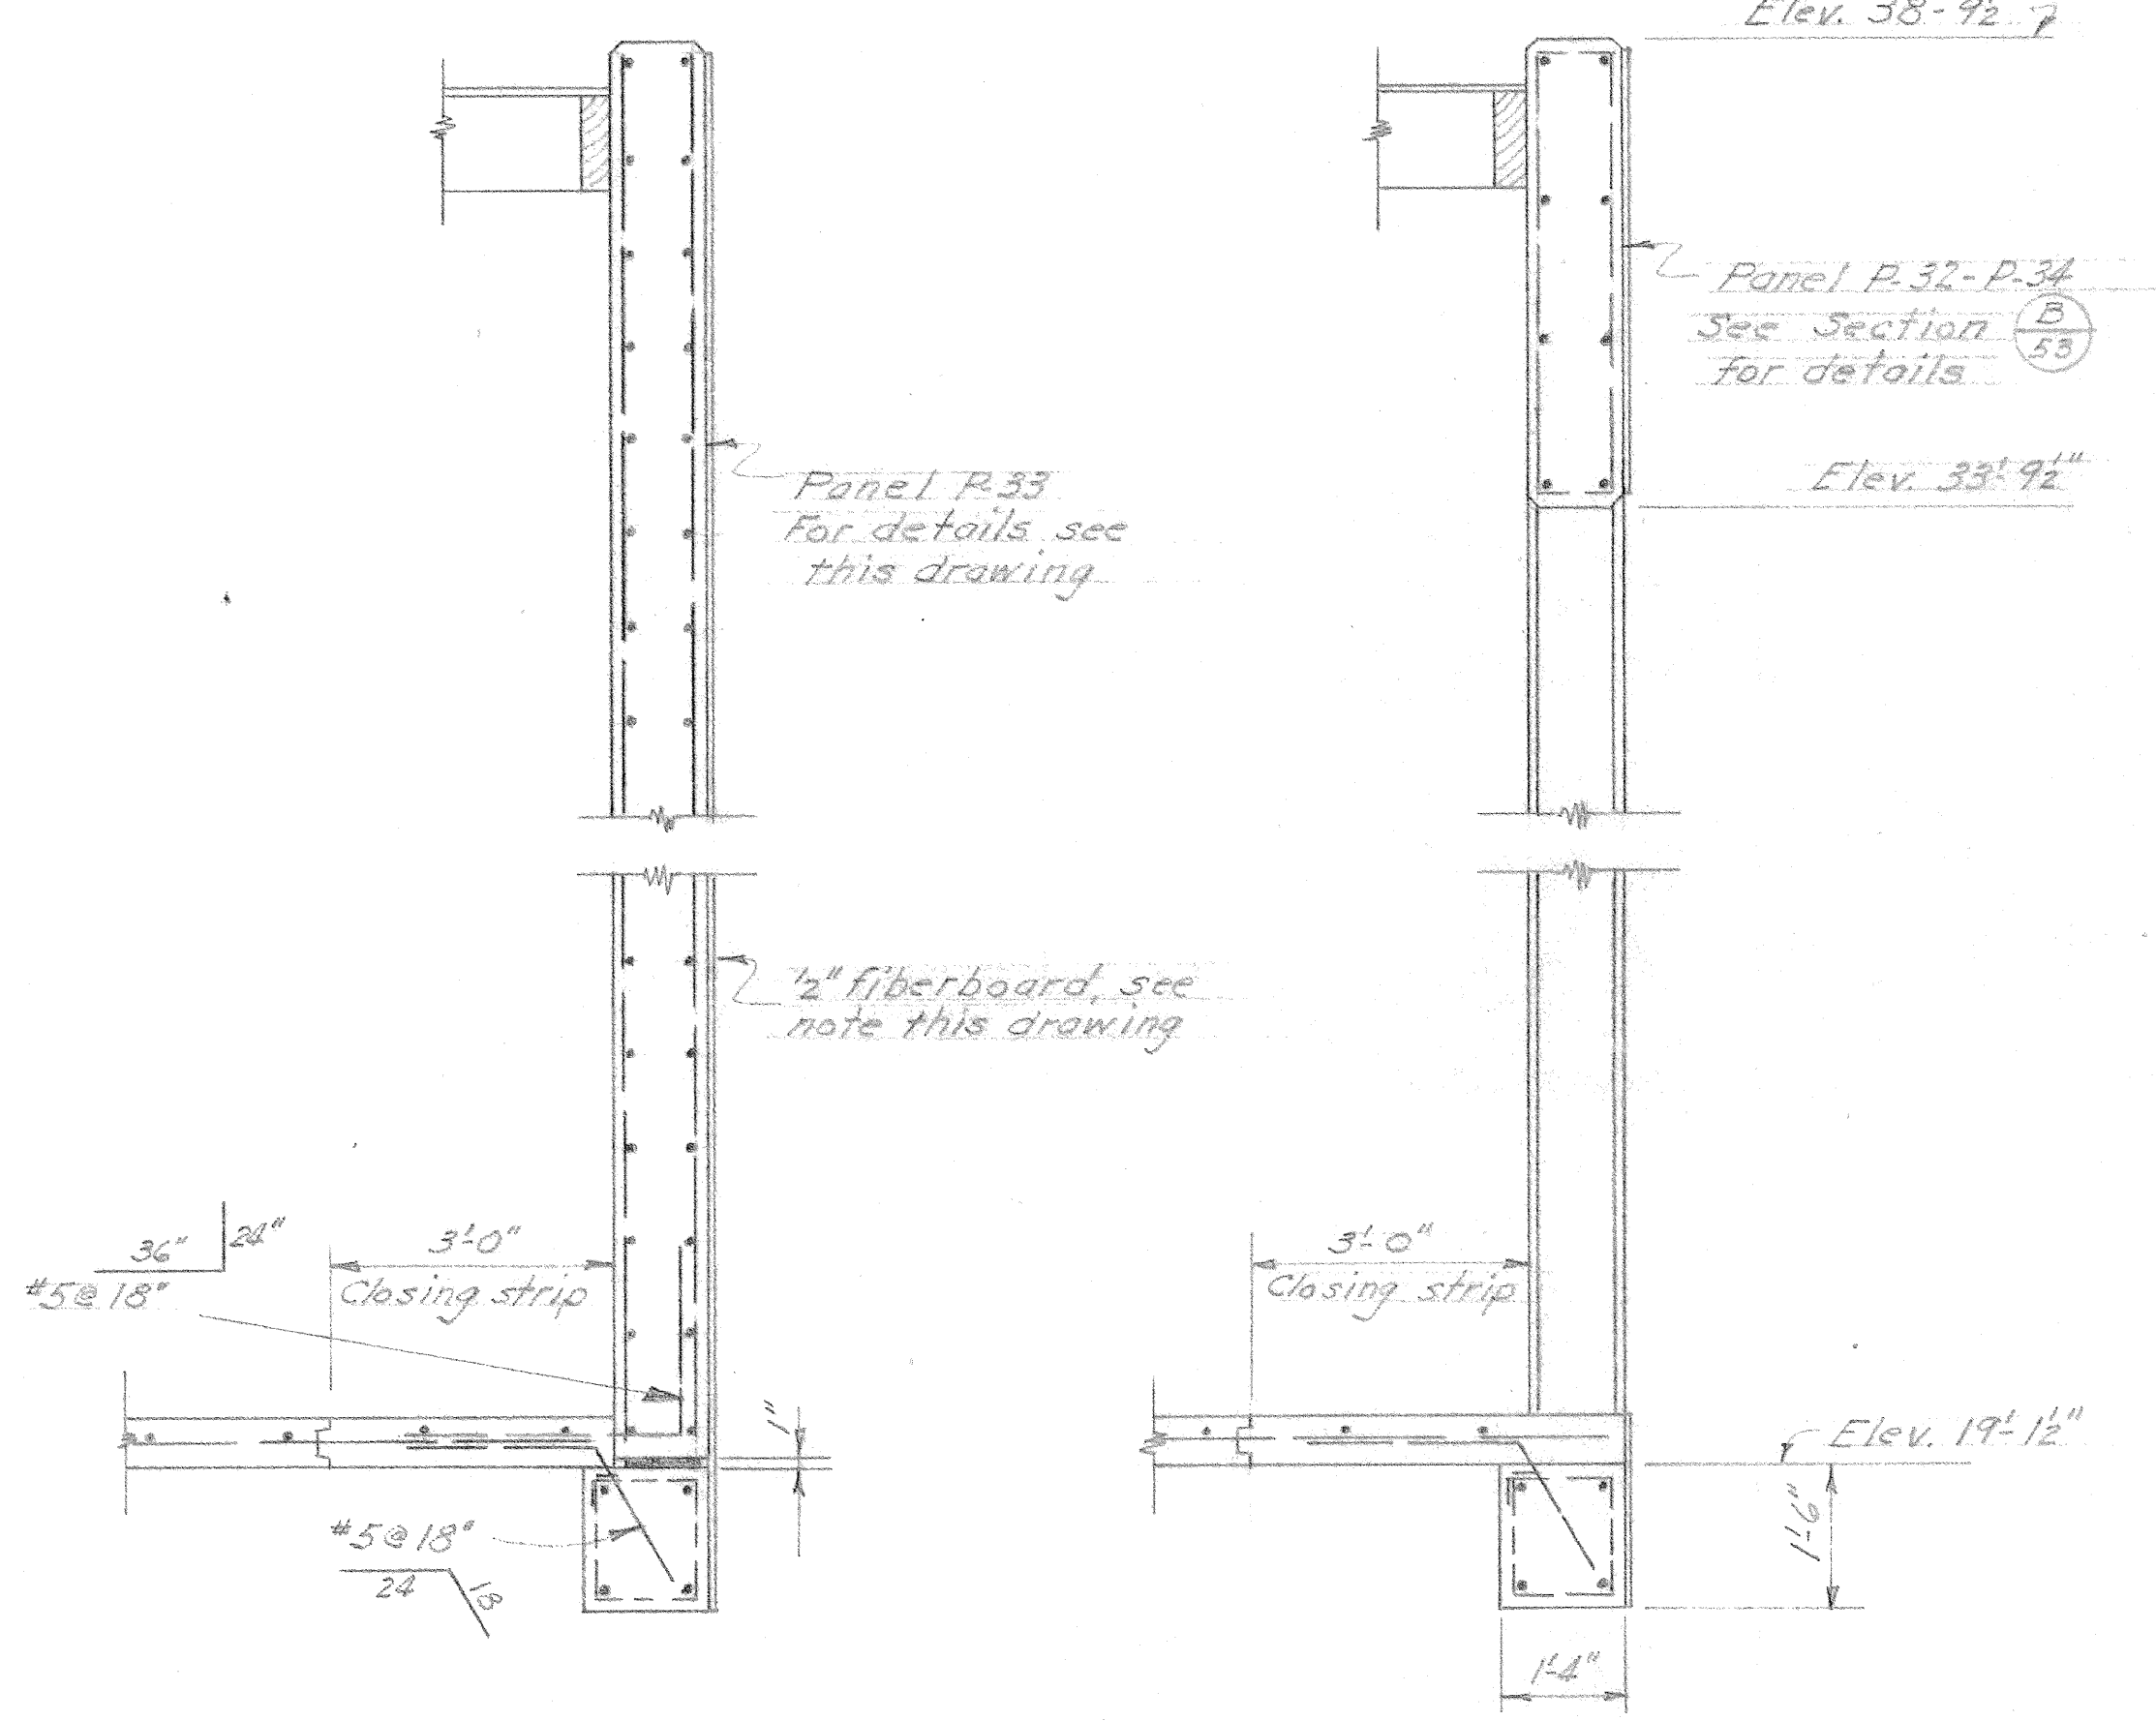 Elev. 38-9½
Panel P-32-P-34
See Section B/53
for details
Elev. 33'-9½"
Panel P-33
For details see
this drawing
½" fiberboard, see
note this drawing
36" 24"
#5@18"
3'-0"
Closing strip
1"
#5@18"
24 18
3'-0"
Closing strip
Elev. 19'-1½"
1'-6"
1'-4"